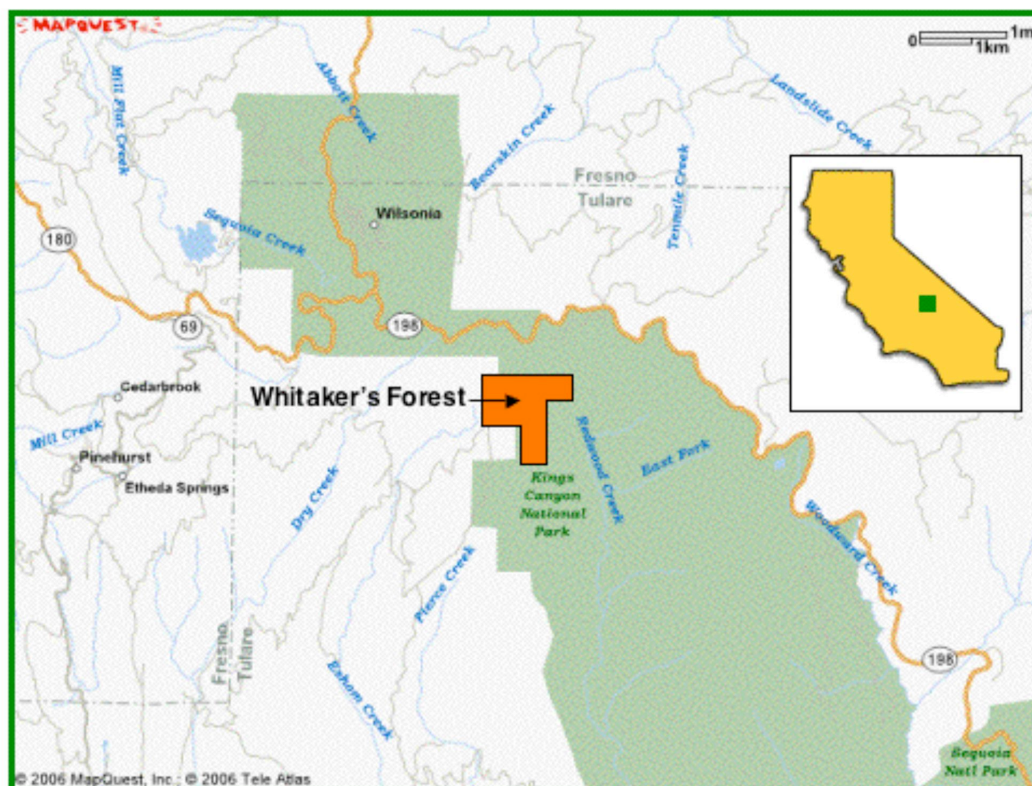 MAPQUEST
0 1m
1km
Mill Flat Creek
Abbott Creek
Bearskin Creek
Landslide Creek
Fresno
Tulare
Tenmile Creek
Sequoia Creek
Wilsonia
180
69
198
Whitaker's Forest
Cedarbrook
Mill Creek
Pinehurst
Etheda Springs
Dry Creek
Redwood Creek
East Fork
Kings
Canyon
National
Park
Woodward Creek
Pierce Creek
Fresno
Tulare
Eshom Creek
198
Sequoia
Natl Park
© 2006 MapQuest, Inc.; © 2006 Tele Atlas